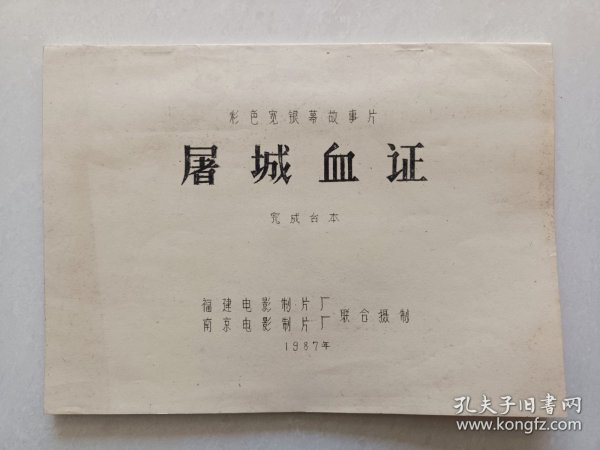 彩色宽银幕故事片
屠城血证
完成台本
福建电影制片厂
南京电影制片厂 联合摄制
1987年
孔夫子旧书网
www.kongfz.com